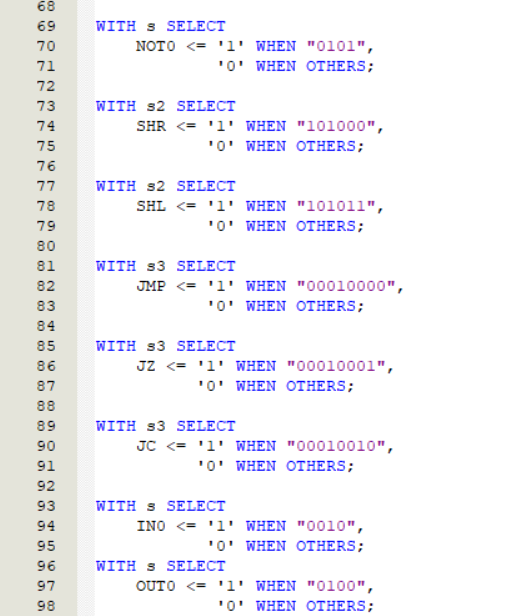 68
69 WITH s SELECT
70 NOT0 <= '1' WHEN "0101",
71 '0' WHEN OTHERS;
72
73 WITH s2 SELECT
74 SHR <= '1' WHEN "101000",
75 '0' WHEN OTHERS;
76
77 WITH s2 SELECT
78 SHL <= '1' WHEN "101011",
79 '0' WHEN OTHERS;
80
81 WITH s3 SELECT
82 JMP <= '1' WHEN "00010000",
83 '0' WHEN OTHERS;
84
85 WITH s3 SELECT
86 JZ <= '1' WHEN "00010001",
87 '0' WHEN OTHERS;
88
89 WITH s3 SELECT
90 JC <= '1' WHEN "00010010",
91 '0' WHEN OTHERS;
92
93 WITH s SELECT
94 IN0 <= '1' WHEN "0010",
95 '0' WHEN OTHERS;
96 WITH s SELECT
97 OUT0 <= '1' WHEN "0100",
98 '0' WHEN OTHERS;